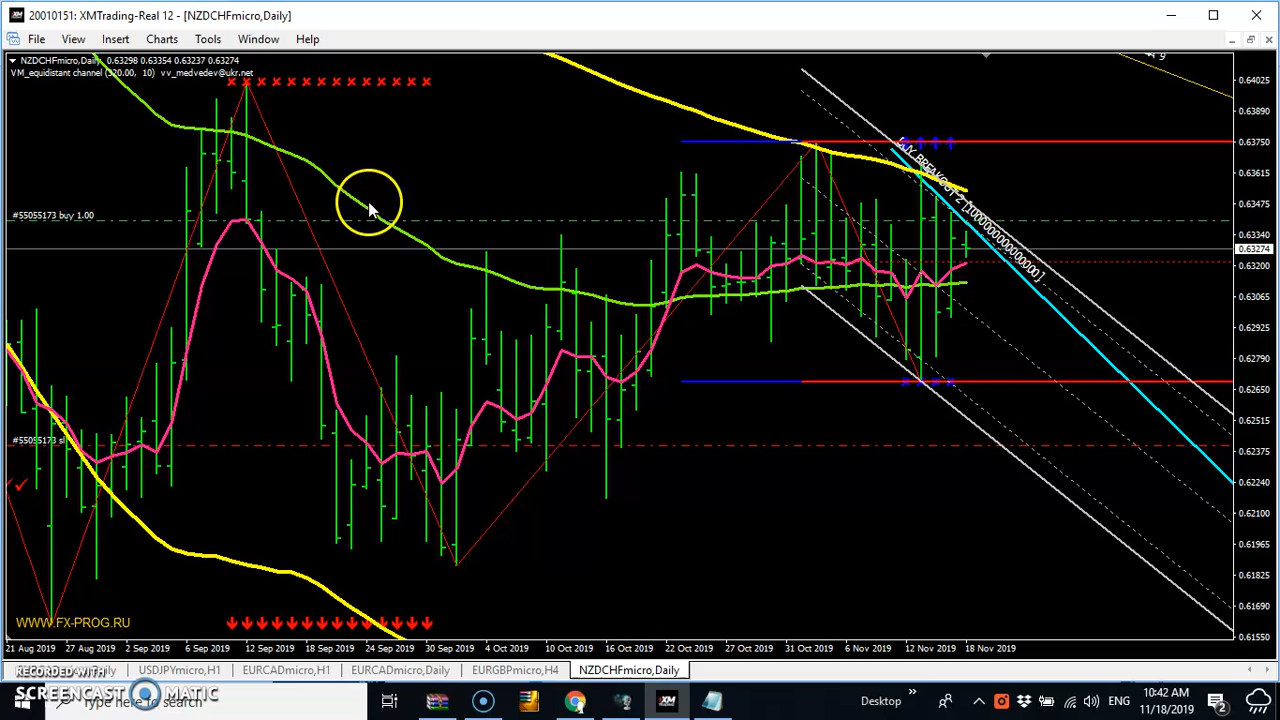 20010151: XMTrading-Real 12 - [NZDCHFmicro,Daily]
File View Insert Charts Tools Window Help
NZDCHFmicro,Daily 0.63298 0.63354 0.63237 0.63274
VM_equidistant channel (320.00, 10) vv_medvedev@ukr.net
0.64025
0.63890
0.63750
0.63615
0.63475
0.63340
0.63274
0.63200
0.63065
0.62925
0.62790
0.62650
0.62515
0.62375
0.62240
0.62100
0.61965
0.61825
0.61690
0.61550
#55055173 buy 1.00
#55055173 sl
WWW.FX-PROG.RU
21 Aug 2019 27 Aug 2019 2 Sep 2019 6 Sep 2019 12 Sep 2019 18 Sep 2019 24 Sep 2019 30 Sep 2019 4 Oct 2019 10 Oct 2019 16 Oct 2019 22 Oct 2019 27 Oct 2019 31 Oct 2019 6 Nov 2019 12 Nov 2019 18 Nov 2019
USDJPYmicro,H1 EURCADmicro,H1 EURCADmicro,Daily EURGBPmicro,H4 NZDCHFmicro,Daily
RECORDED WITH
SCREENCAST MATIC
Type here to search
Desktop
ENG
10:42 AM
11/18/2019
2